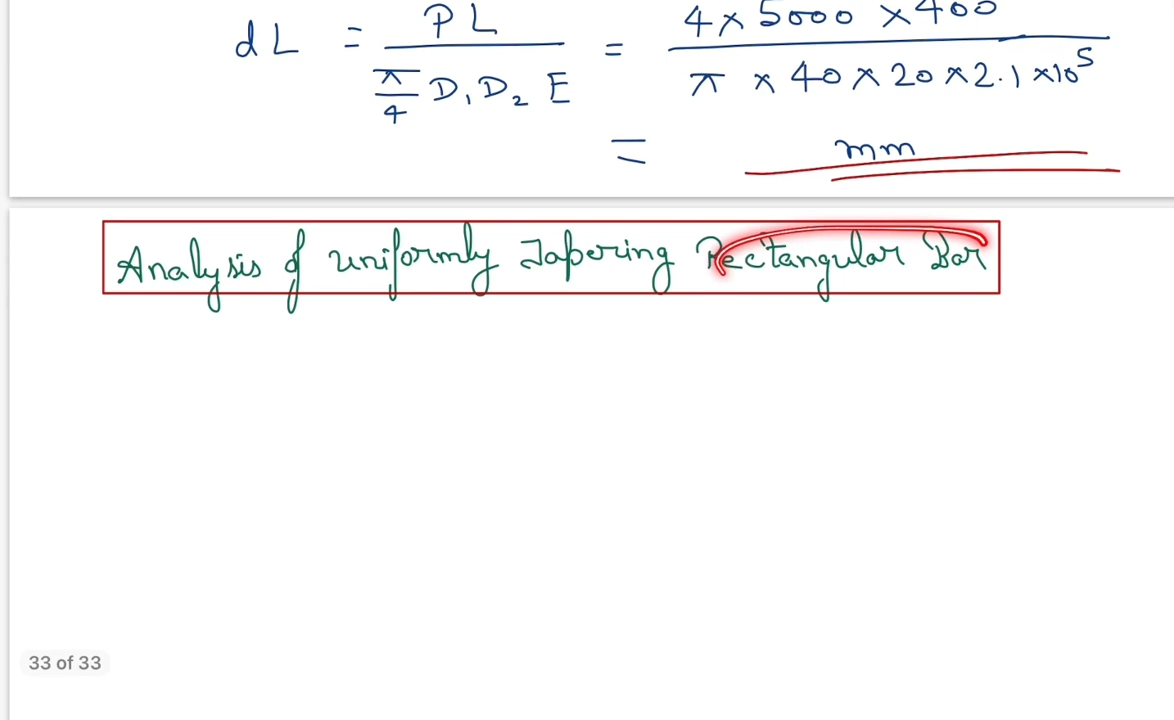 dL = PL / (π/4 D₁D₂ E) = 4 × 5000 × 400 / (π × 40 × 20 × 2.1 × 10⁵)
= mm
Analysis of uniformly Tapering Rectangular Bar
33 of 33